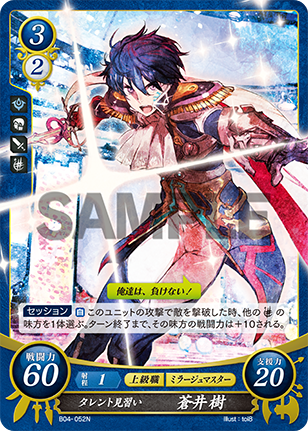 3
2
SAMPLE
俺達は、負けない!
セッション 自 このユニットの攻撃で敵を撃破した時、他の の
味方を1体選ぶ。ターン終了まで、その味方の戦闘力は+10される。
戦闘力
60
射程 1 上級職 ミラージュマスター
支援力
20
タレント見習い 蒼井樹
B04-052N Illust:toi8